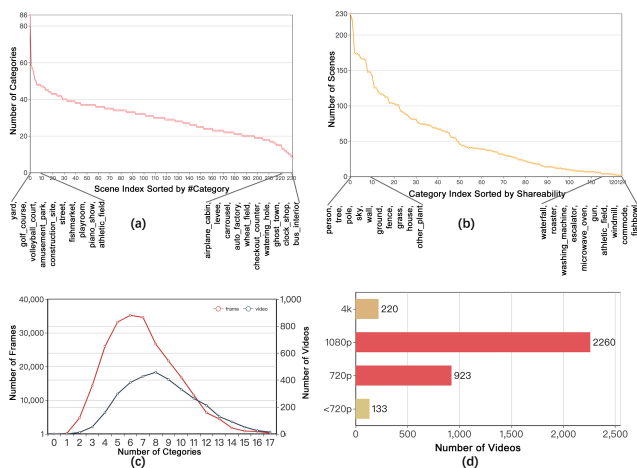 Number of Categories
86
80
60
40
20
0
0 10 20 30 40 50 60 70 80 90 100 110 120 130 140 150 160 170 180 190 200 210 220 230
Scene Index Sorted by #Category
yard,
golf_course,
volleyball_court,
amusement_park,
construction_site,
street,
fishmarket,
playroom,
piano_show,
athletic_field
airplane_cabin,
levee,
carrousel,
auto_factory,
wheat_field,
checkout_counter,
watering_hole,
ghost_town,
clock_shop,
bus_interior
(a)
Number of Scenes
230
200
150
100
50
0
0 10 20 30 40 50 60 70 80 90 100 110 120 124
Category Index Sorted by Shareability
person,
tree,
pole,
sky,
wall,
ground,
fence,
grass,
house,
other_plant
waterfall,
roaster,
washing_machine,
escalator,
microwave_oven,
gun,
athletic_field,
windmill,
commode,
fishbowl
(b)
Number of Frames
40,000
30,000
20,000
10,000
1
frame video
1,000
800
600
400
200
1
Number of Videos
0 1 2 3 4 5 6 7 8 9 10 11 12 13 14 15 16 17
Number of Ctegories
(c)
4k 220
1080p 2260
720p 923
<720p 133
0 500 1,000 1,500 2,000 2,500
Number of Videos
(d)